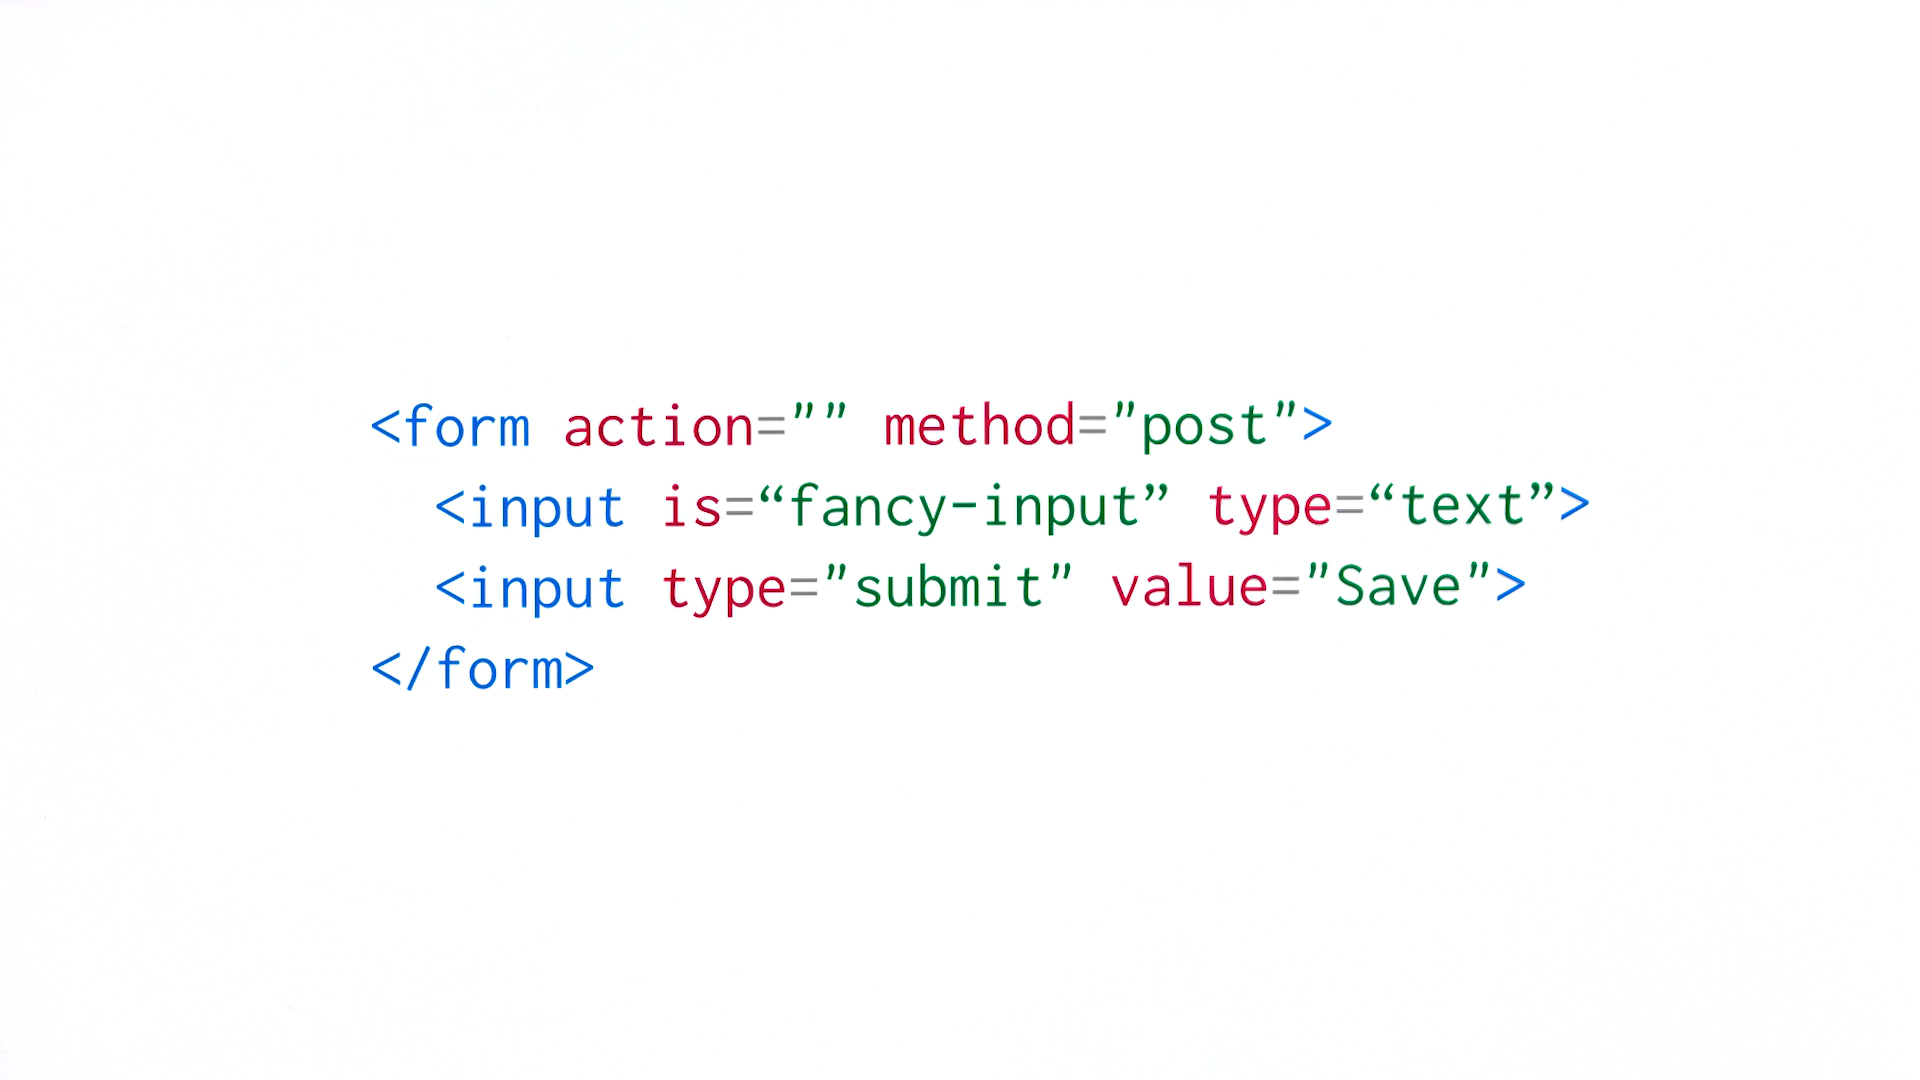 <form action="" method="post">
<input is=“fancy-input” type=“text”>
<input type="submit" value="Save">
</form>